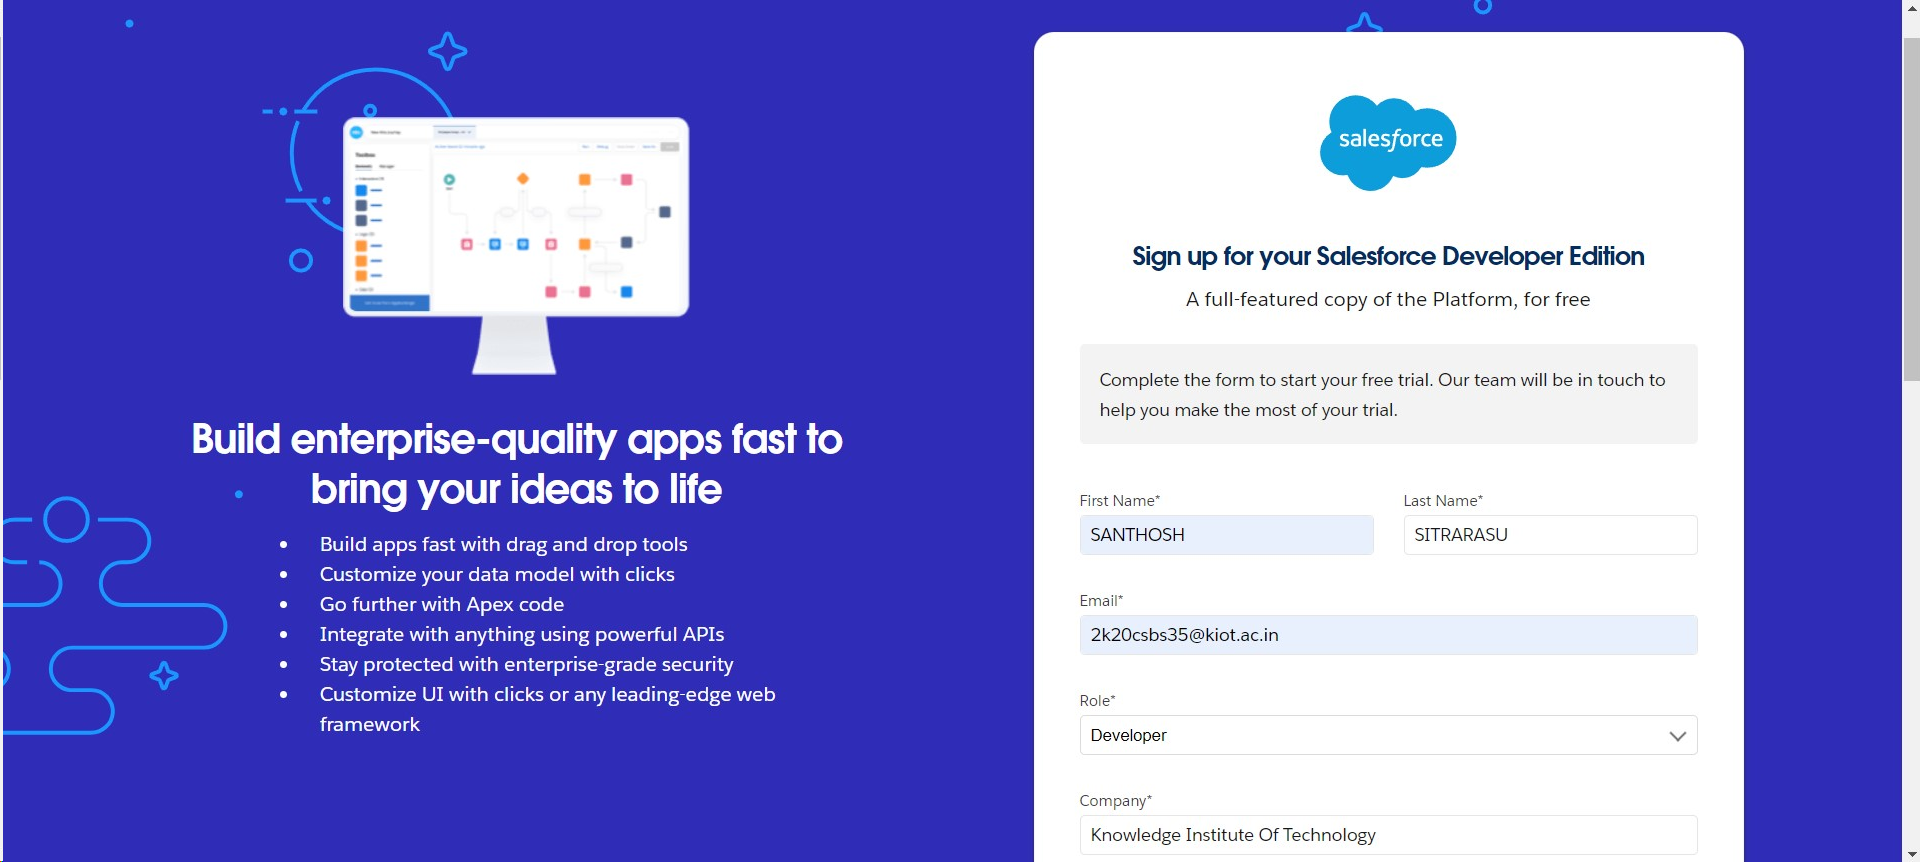 Build enterprise-quality apps fast to
bring your ideas to life
• Build apps fast with drag and drop tools
• Customize your data model with clicks
• Go further with Apex code
• Integrate with anything using powerful APIs
• Stay protected with enterprise-grade security
• Customize UI with clicks or any leading-edge web
framework
salesforce
Sign up for your Salesforce Developer Edition
A full-featured copy of the Platform, for free
Complete the form to start your free trial. Our team will be in touch to
help you make the most of your trial.
First Name* Last Name*
SANTHOSH SITRARASU
Email*
2k20csbs35@kiot.ac.in
Role*
Developer
Company*
Knowledge Institute Of Technology